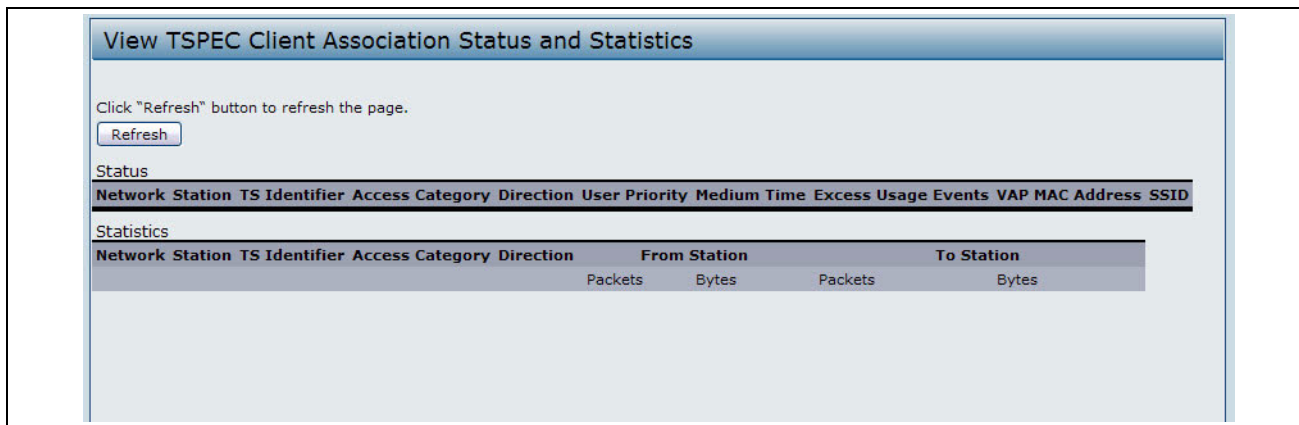 View TSPEC Client Association Status and Statistics
Click "Refresh" button to refresh the page.
Refresh
Status
Network Station TS Identifier Access Category Direction User Priority Medium Time Excess Usage Events VAP MAC Address SSID
Statistics
Network Station TS Identifier Access Category Direction From Station To Station
Packets Bytes Packets Bytes